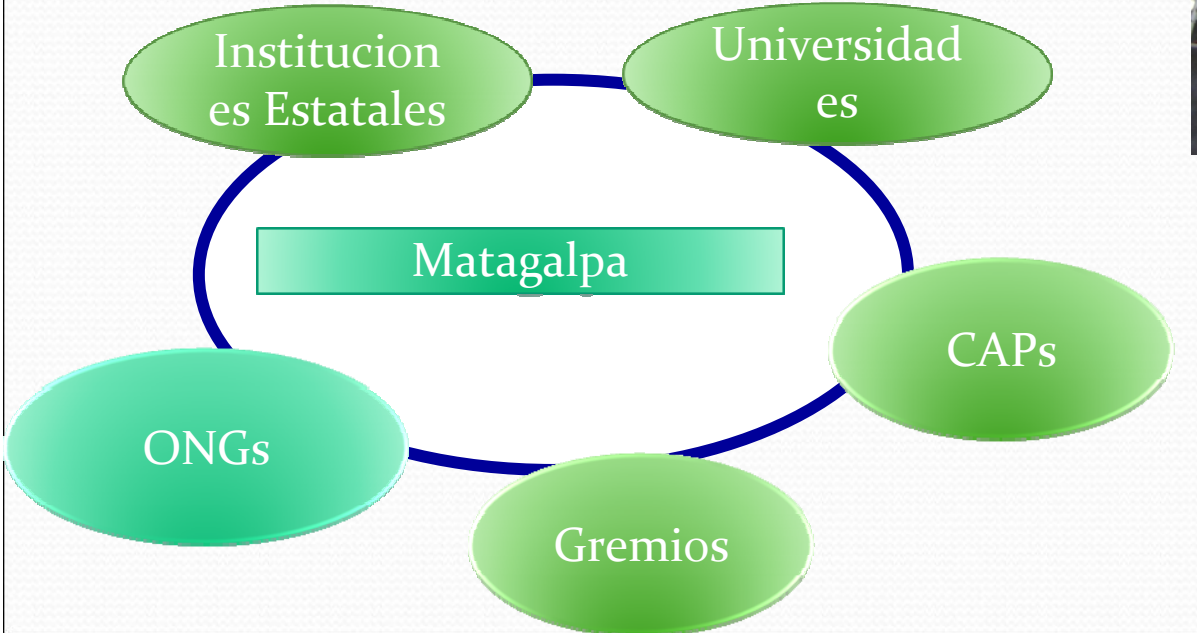 Institucion
es Estatales
Universidad
es
Matagalpa
CAPs
ONGs
Gremios